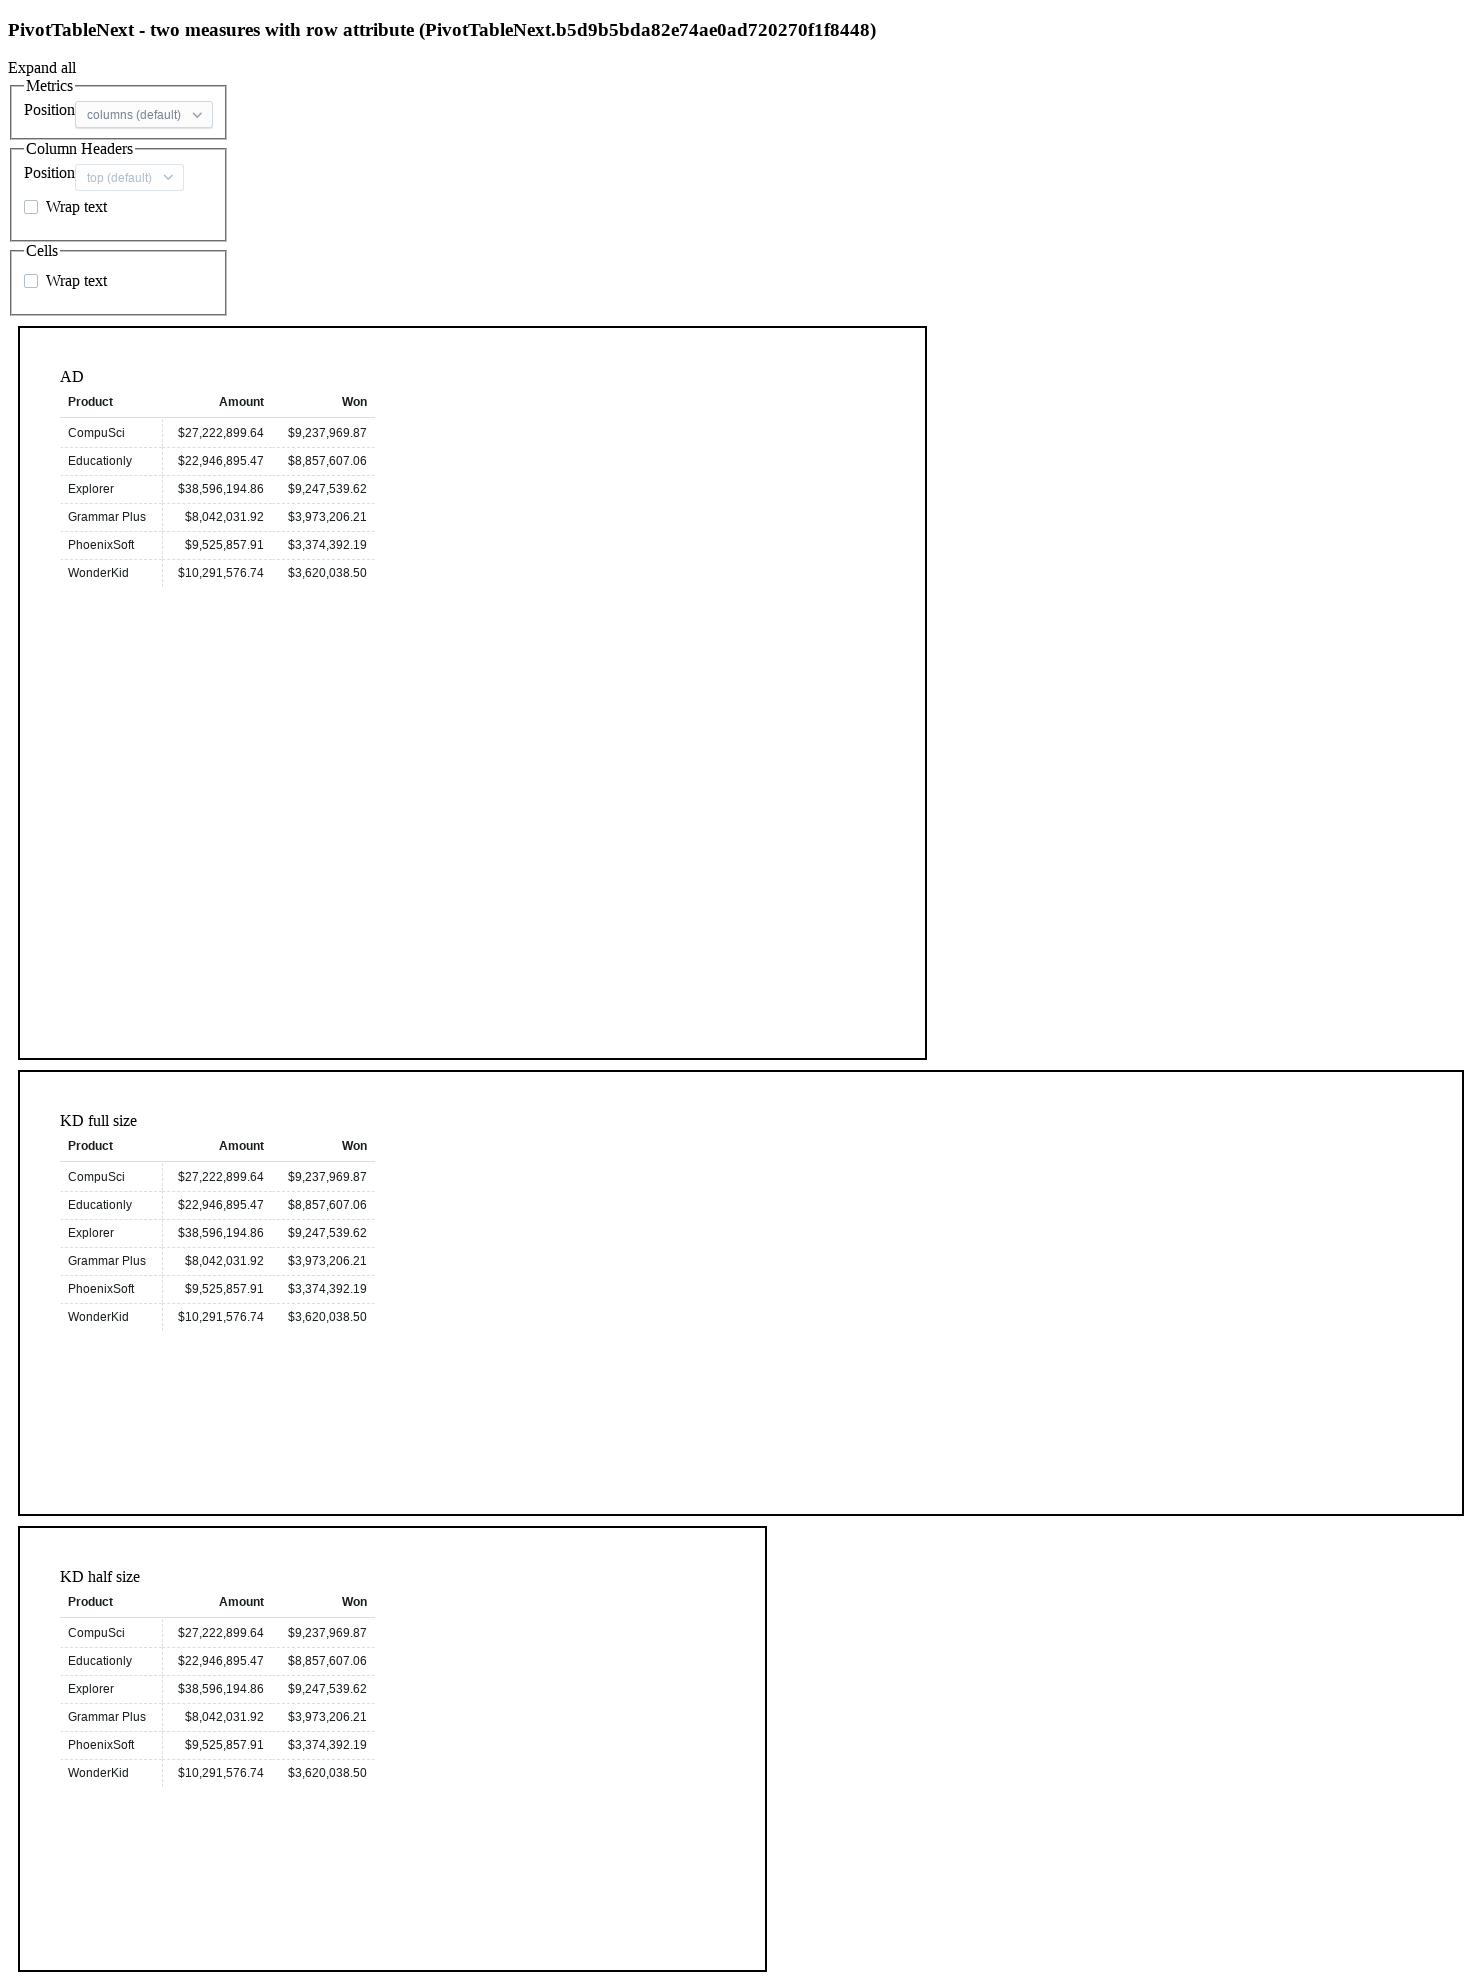 PivotTableNext - two measures with row attribute (PivotTableNext.b5d9b5bda82e74ae0ad720270f1f8448)
Expand all
Metrics
Position columns (default)
Column Headers
Position top (default)
Wrap text
Cells
Wrap text
AD
Product Amount Won
CompuSci $27,222,899.64 $9,237,969.87
Educationly $22,946,895.47 $8,857,607.06
Explorer $38,596,194.86 $9,247,539.62
Grammar Plus $8,042,031.92 $3,973,206.21
PhoenixSoft $9,525,857.91 $3,374,392.19
WonderKid $10,291,576.74 $3,620,038.50
KD full size
Product Amount Won
CompuSci $27,222,899.64 $9,237,969.87
Educationly $22,946,895.47 $8,857,607.06
Explorer $38,596,194.86 $9,247,539.62
Grammar Plus $8,042,031.92 $3,973,206.21
PhoenixSoft $9,525,857.91 $3,374,392.19
WonderKid $10,291,576.74 $3,620,038.50
KD half size
Product Amount Won
CompuSci $27,222,899.64 $9,237,969.87
Educationly $22,946,895.47 $8,857,607.06
Explorer $38,596,194.86 $9,247,539.62
Grammar Plus $8,042,031.92 $3,973,206.21
PhoenixSoft $9,525,857.91 $3,374,392.19
WonderKid $10,291,576.74 $3,620,038.50